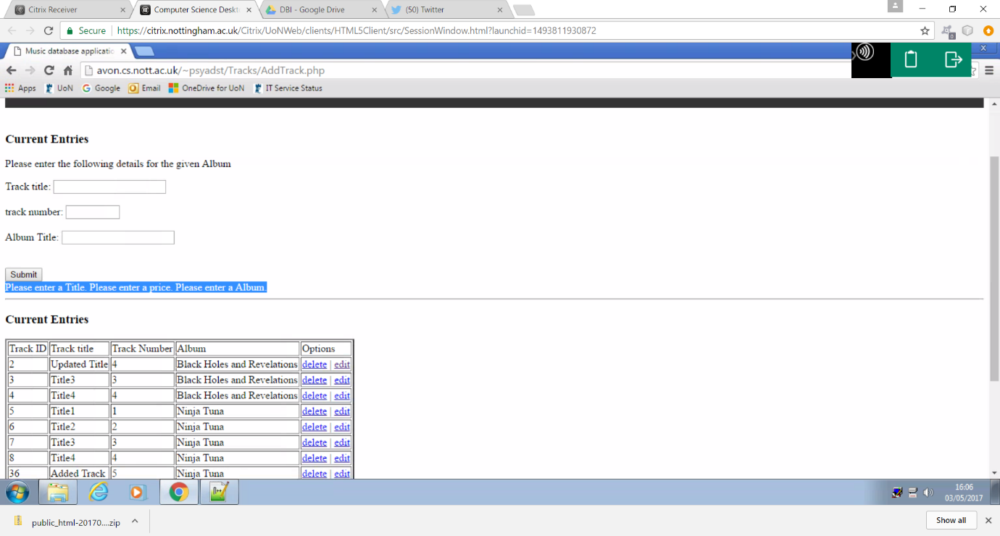 Citrix Receiver
Computer Science Deskt
DBI - Google Drive
(50) Twitter
Secure
https://citrix.nottingham.ac.uk/Citrix/UoNWeb/clients/HTML5Client/src/SessionWindow.html?launchid=1493811930872
Music database applicatio
avon.cs.nott.ac.uk/~psyadst/Tracks/AddTrack.php
Apps UoN Google Email OneDrive for UoN IT Service Status
Current Entries
Please enter the following details for the given Album
Track title:
track number:
Album Title:
Submit
Please enter a Title. Please enter a price. Please enter a Album.
Current Entries
Track ID Track title Track Number Album Options
2 Updated Title 4 Black Holes and Revelations delete | edit
3 Title3 3 Black Holes and Revelations delete | edit
4 Title4 4 Black Holes and Revelations delete | edit
5 Title1 1 Ninja Tuna delete | edit
6 Title2 2 Ninja Tuna delete | edit
7 Title3 3 Ninja Tuna delete | edit
8 Title4 4 Ninja Tuna delete | edit
36 Added Track 5 Ninja Tuna delete | edit
16:06
03/05/2017
public_html-20170....zip
Show all